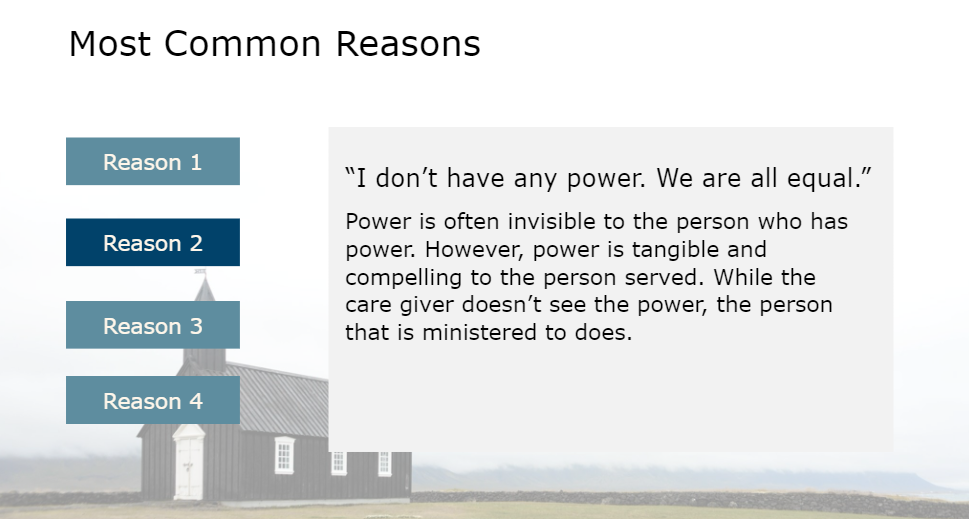 Most Common Reasons
Reason 1
Reason 2
Reason 3
Reason 4
“I don’t have any power. We are all equal.”
Power is often invisible to the person who has
power. However, power is tangible and
compelling to the person served. While the
care giver doesn’t see the power, the person
that is ministered to does.